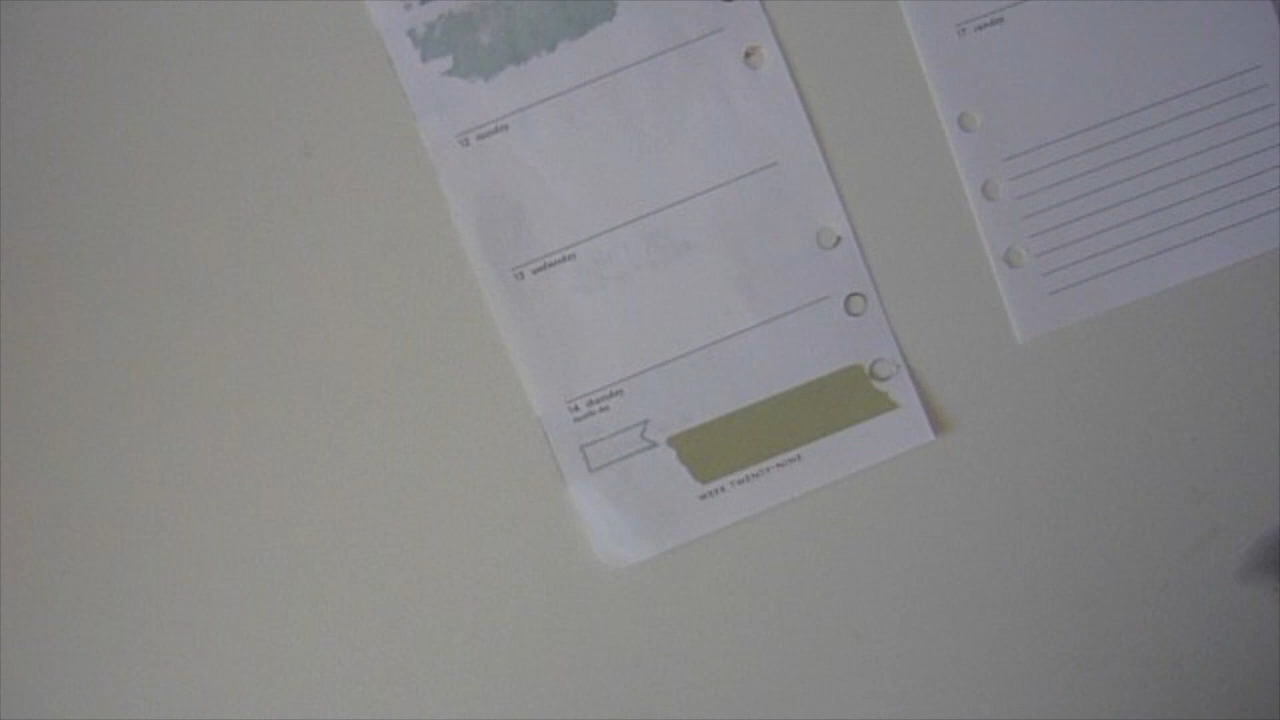 12 tuesday
13 wednesday
14 thursday
WEEK TWENTY-NINE
17 sunday